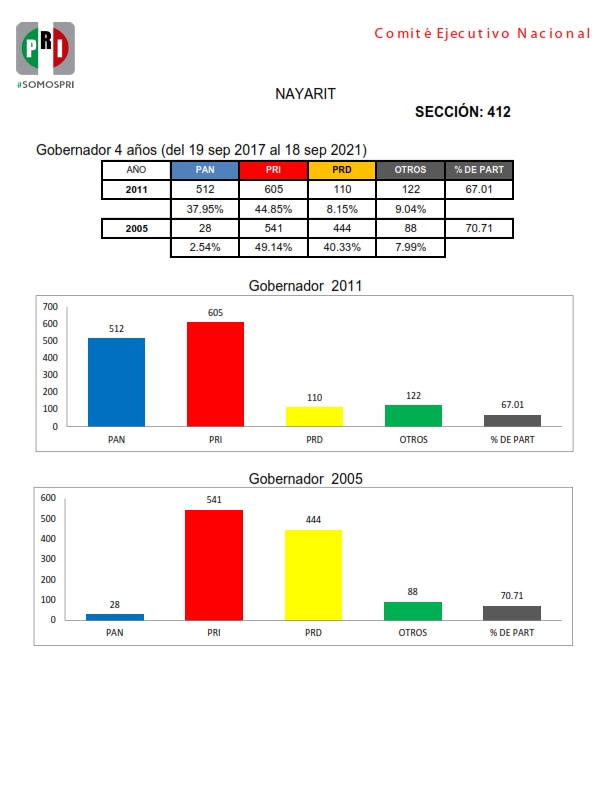 Comité Ejecutivo Nacional
PRI
#SOMOSPRI
NAYARIT
SECCIÓN: 412
Gobernador 4 años (del 19 sep 2017 al 18 sep 2021)
AÑO PAN PRI PRD OTROS % DE PART
2011 512 605 110 122 67.01
37.95% 44.85% 8.15% 9.04%
2005 28 541 444 88 70.71
2.54% 49.14% 40.33% 7.99%
Gobernador 2011
700
600
500
400
300
200
100
0
512
605
110
122
67.01
PAN PRI PRD OTROS % DE PART
Gobernador 2005
600
500
400
300
200
100
0
28
541
444
88
70.71
PAN PRI PRD OTROS % DE PART